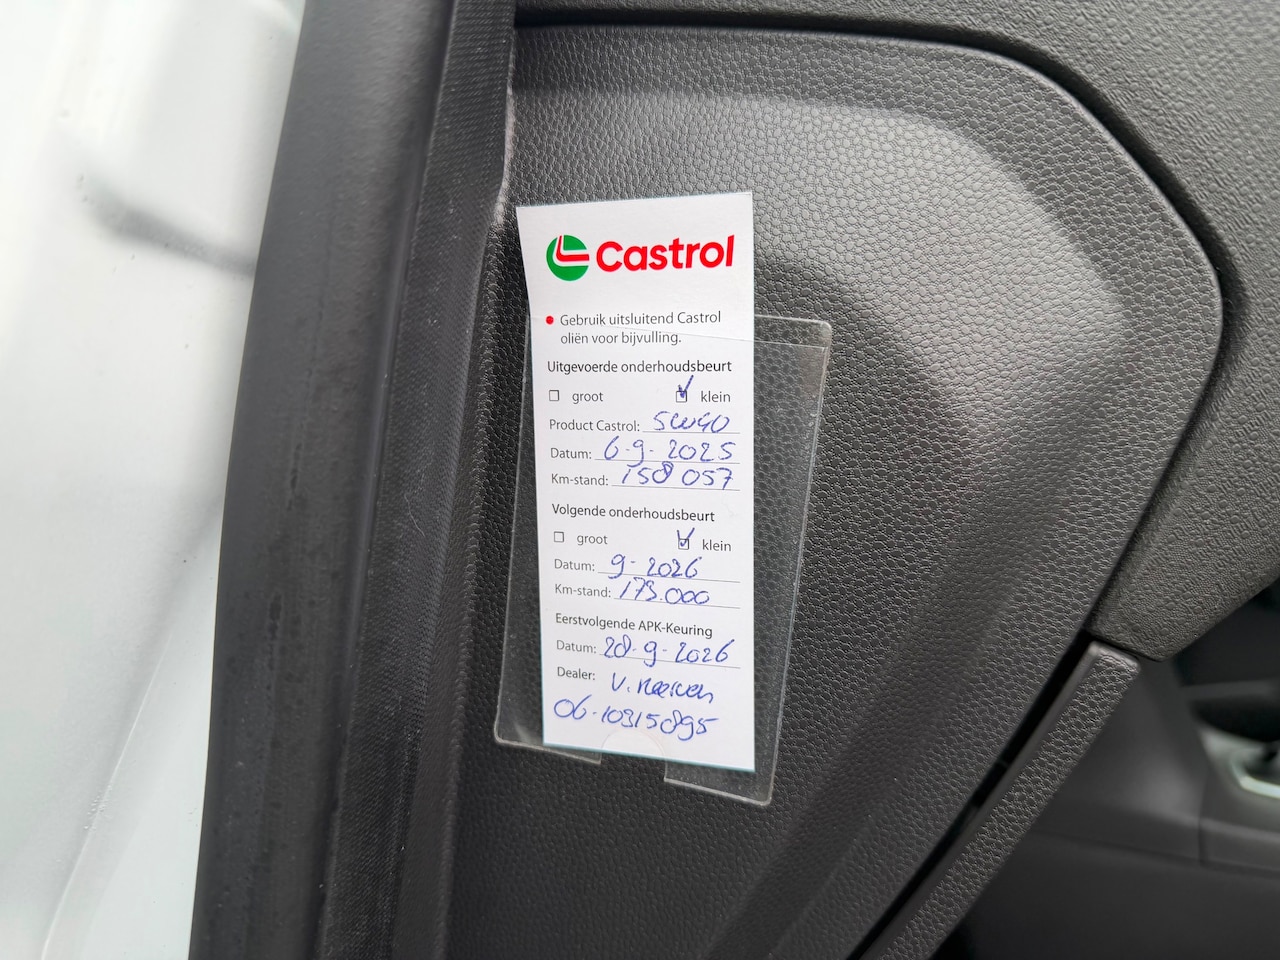 Castrol
Gebruik uitsluitend Castrol
oliën voor bijvulling.
Uitgevoerde onderhoudsbeurt
groot klein
Product Castrol: 5W40
Datum: 6-9-2025
Km-stand: 158 057
Volgende onderhoudsbeurt
groot klein
Datum: 9-2026
Km-stand: 173.000
Eerstvolgende APK-Keuring
Datum: 28-9-2026
Dealer: V.
06-10315895